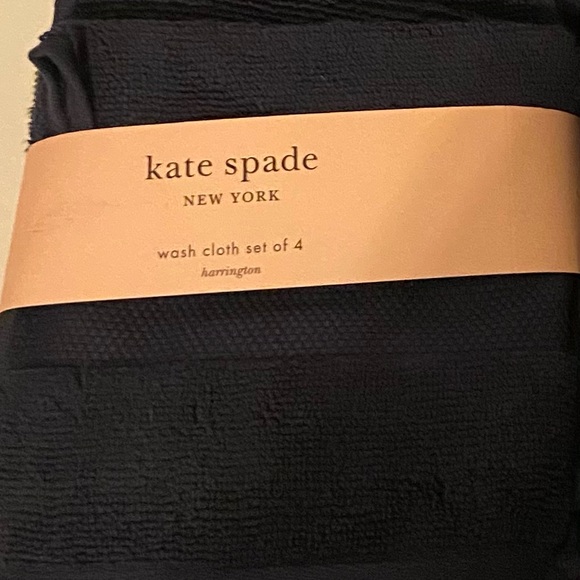 kate spade
NEW YORK
wash cloth set of 4
harrington